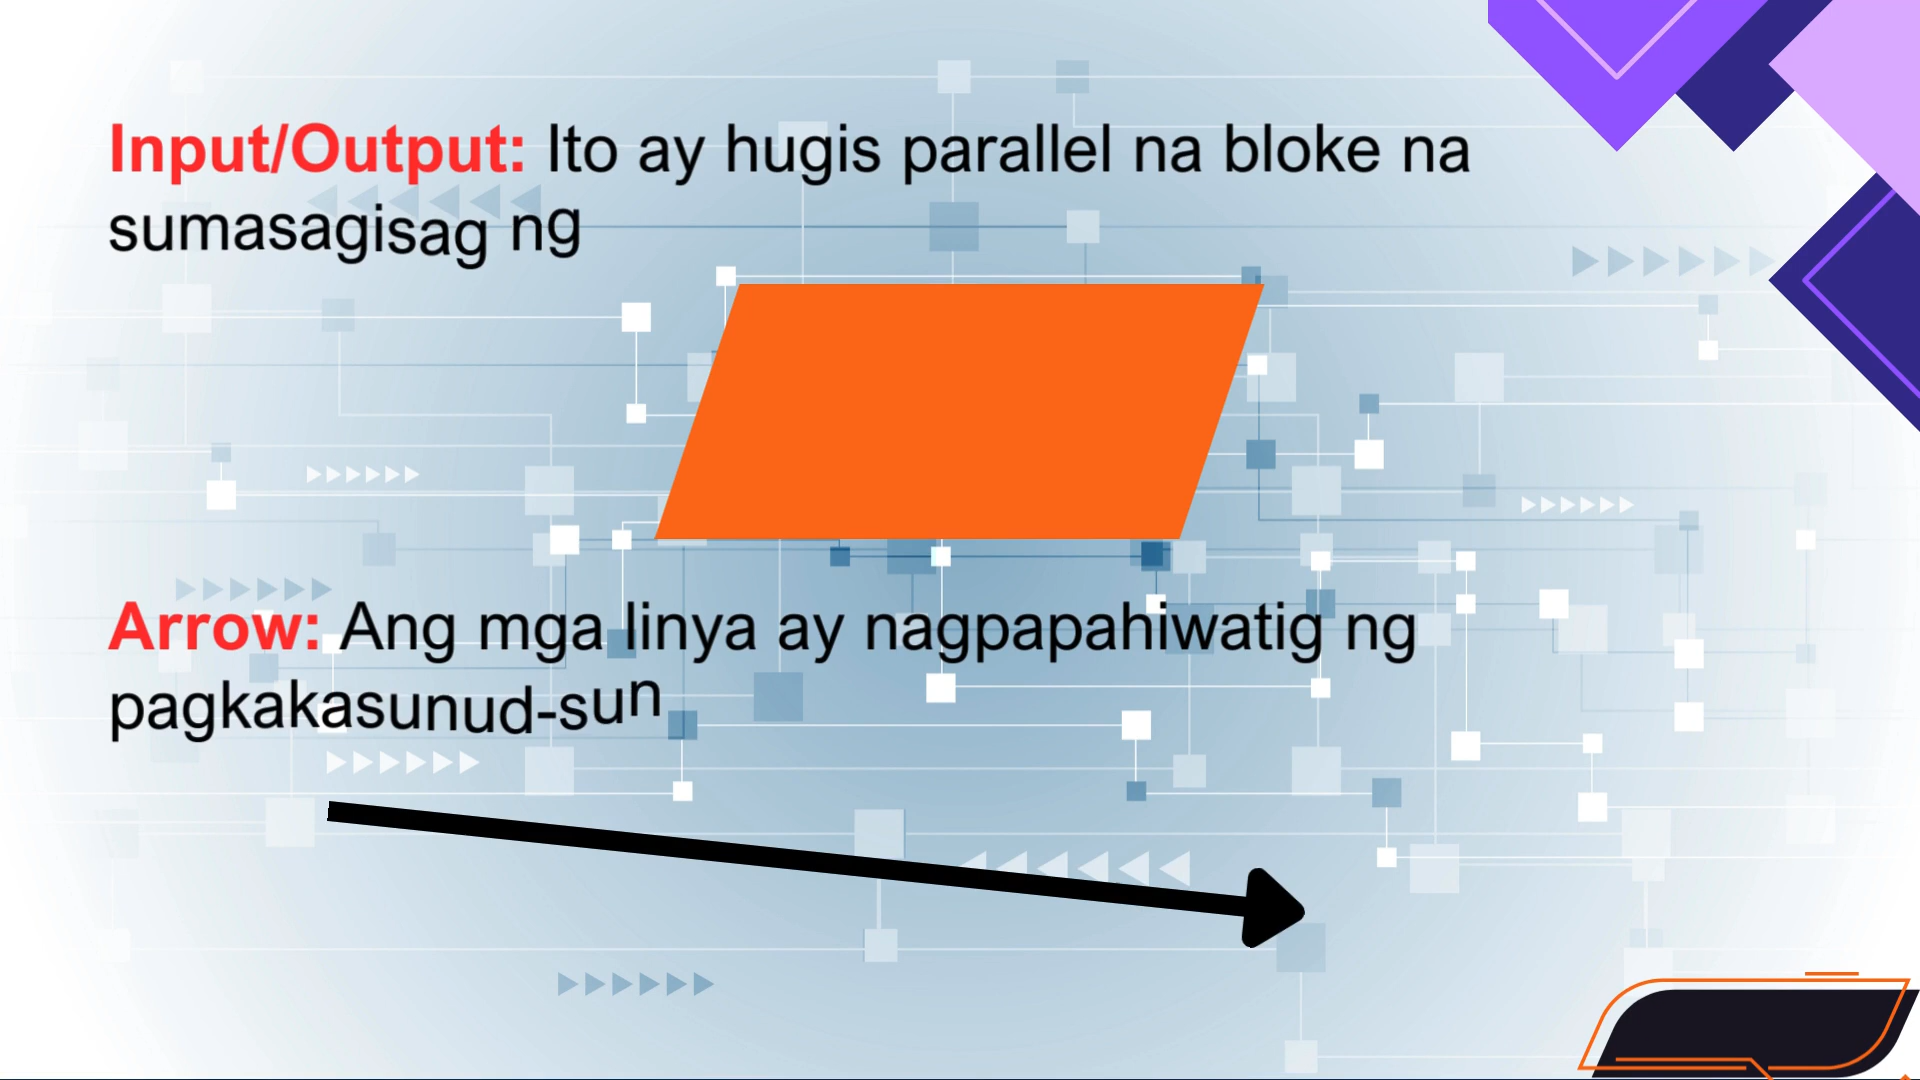 Input/Output: Ito ay hugis parallel na bloke na
sumasagisag ng
Arrow: Ang mga linya ay nagpapahiwatig ng
pagkakasunud-sun